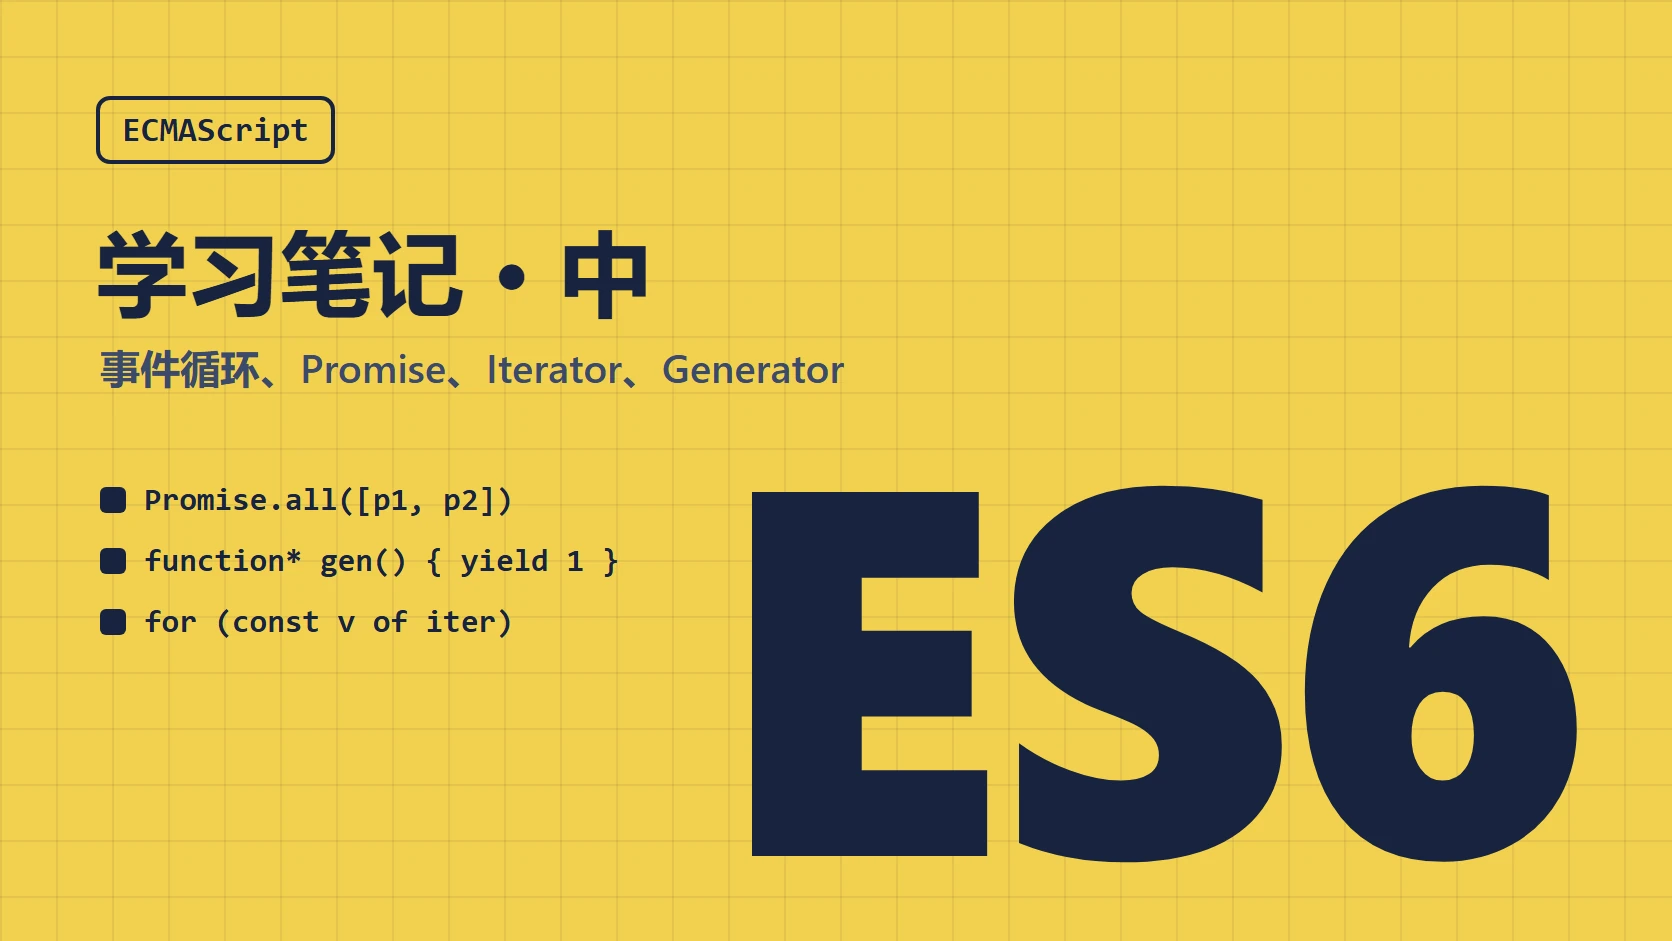 ECMAScript
学习笔记·中
事件循环、Promise、Iterator、Generator
Promise.all([p1, p2])
function* gen() { yield 1 }
for (const v of iter)
ES6